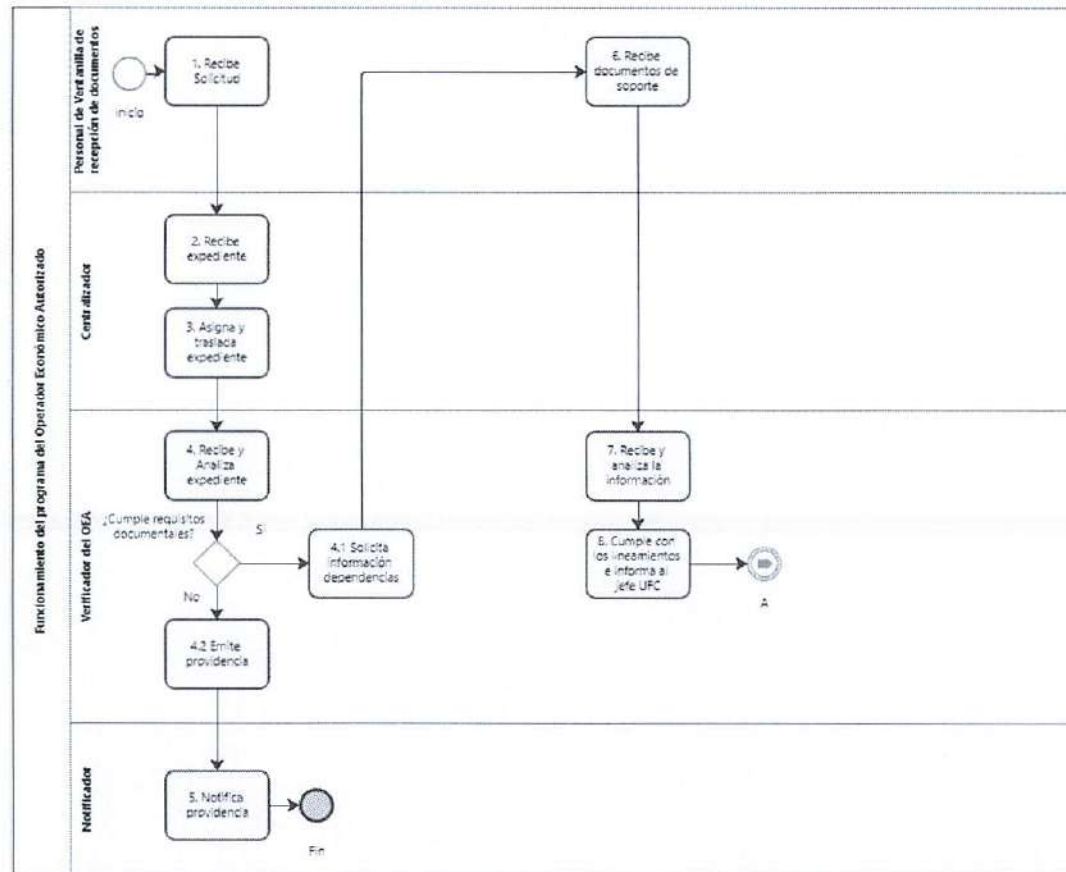 Funcionamiento del programa del Operador Económico Autorizado
Personal de Ventanilla de
recepción de documentos
Inicio
1. Recibe
Solicitud
6. Recibe
documentos de
soporte
Centralizador
2. Recibe
expediente
3. Asigna y
traslada
expediente
Verificador del OEA
4. Recibe y
Analiza
expediente
¿Cumple requisitos
documentales?
Si
No
4.1 Solicita
información
dependencias
4.2 Emite
providencia
7. Recibe y
analiza la
información
8. Cumple con
los lineamientos
e informa al
jefe UFC
A
Notificador
5. Notifica
providencia
Fin